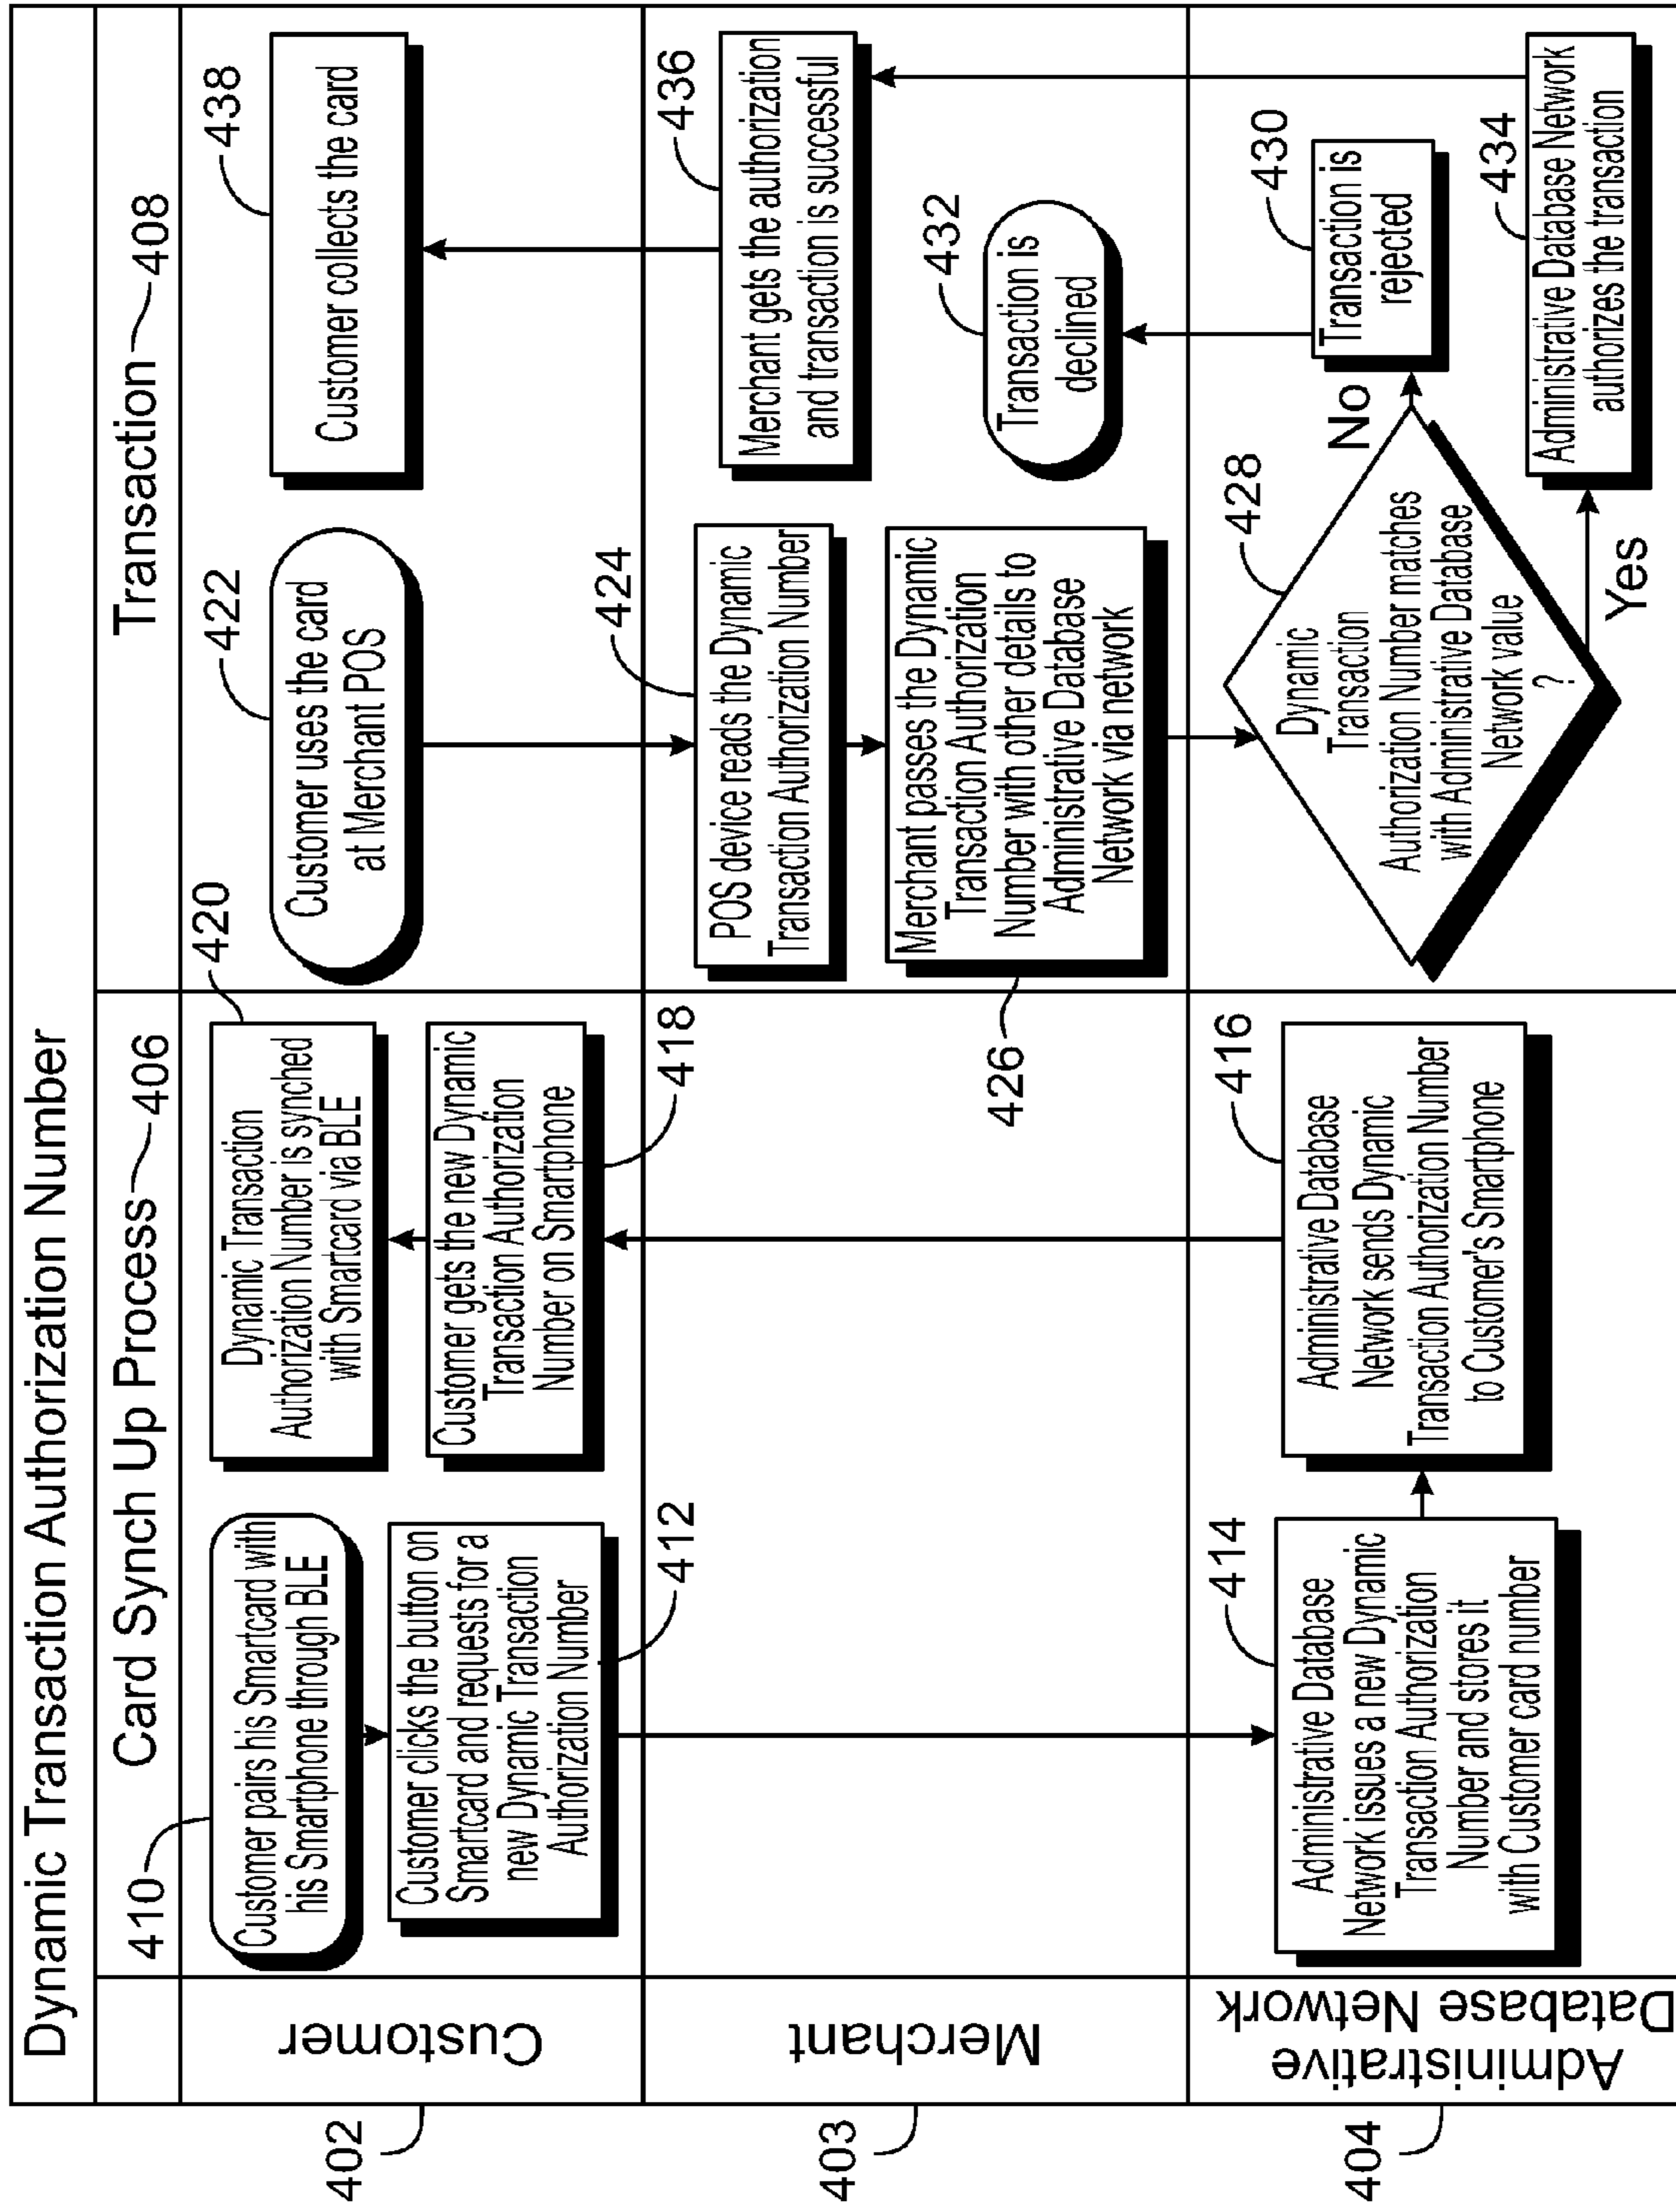 Dynamic Transaction Authorization Number
Card Synch Up Process 406
Transaction 408
402
Customer
410
Customer pairs his Smartcard with
his Smartphone through BLE
Customer clicks the button on
Smartcard and requests for a
new Dynamic Transaction
Authorization Number
412
420
Dynamic Transaction
Authorization Number is synched
with Smartcard via BLE
Customer gets the new Dynamic
Transaction Authorization
Number on Smartphone
418
422
Customer uses the card
at Merchant POS
438
Customer collects the card
403
Merchant
424
POS device reads the Dynamic
Transaction Authorization Number
Merchant passes the Dynamic
Transaction Authorization
Number with other details to
Administrative Database
Network via network
426
436
Merchant gets the authorization
and transaction is successful
432
Transaction is
declined
404
Administrative
Database Network
414
Administrative Database
Network issues a new Dynamic
Transaction Authorization
Number and stores it
with Customer card number
416
Administrative Database
Network sends Dynamic
Transaction Authorization Number
to Customer's Smartphone
428
Dynamic
Transaction
Authorization Number matches
with Administrative Database
Network value
?
No
Yes
430
Transaction is
rejected
434
Administrative Database Network
authorizes the transaction